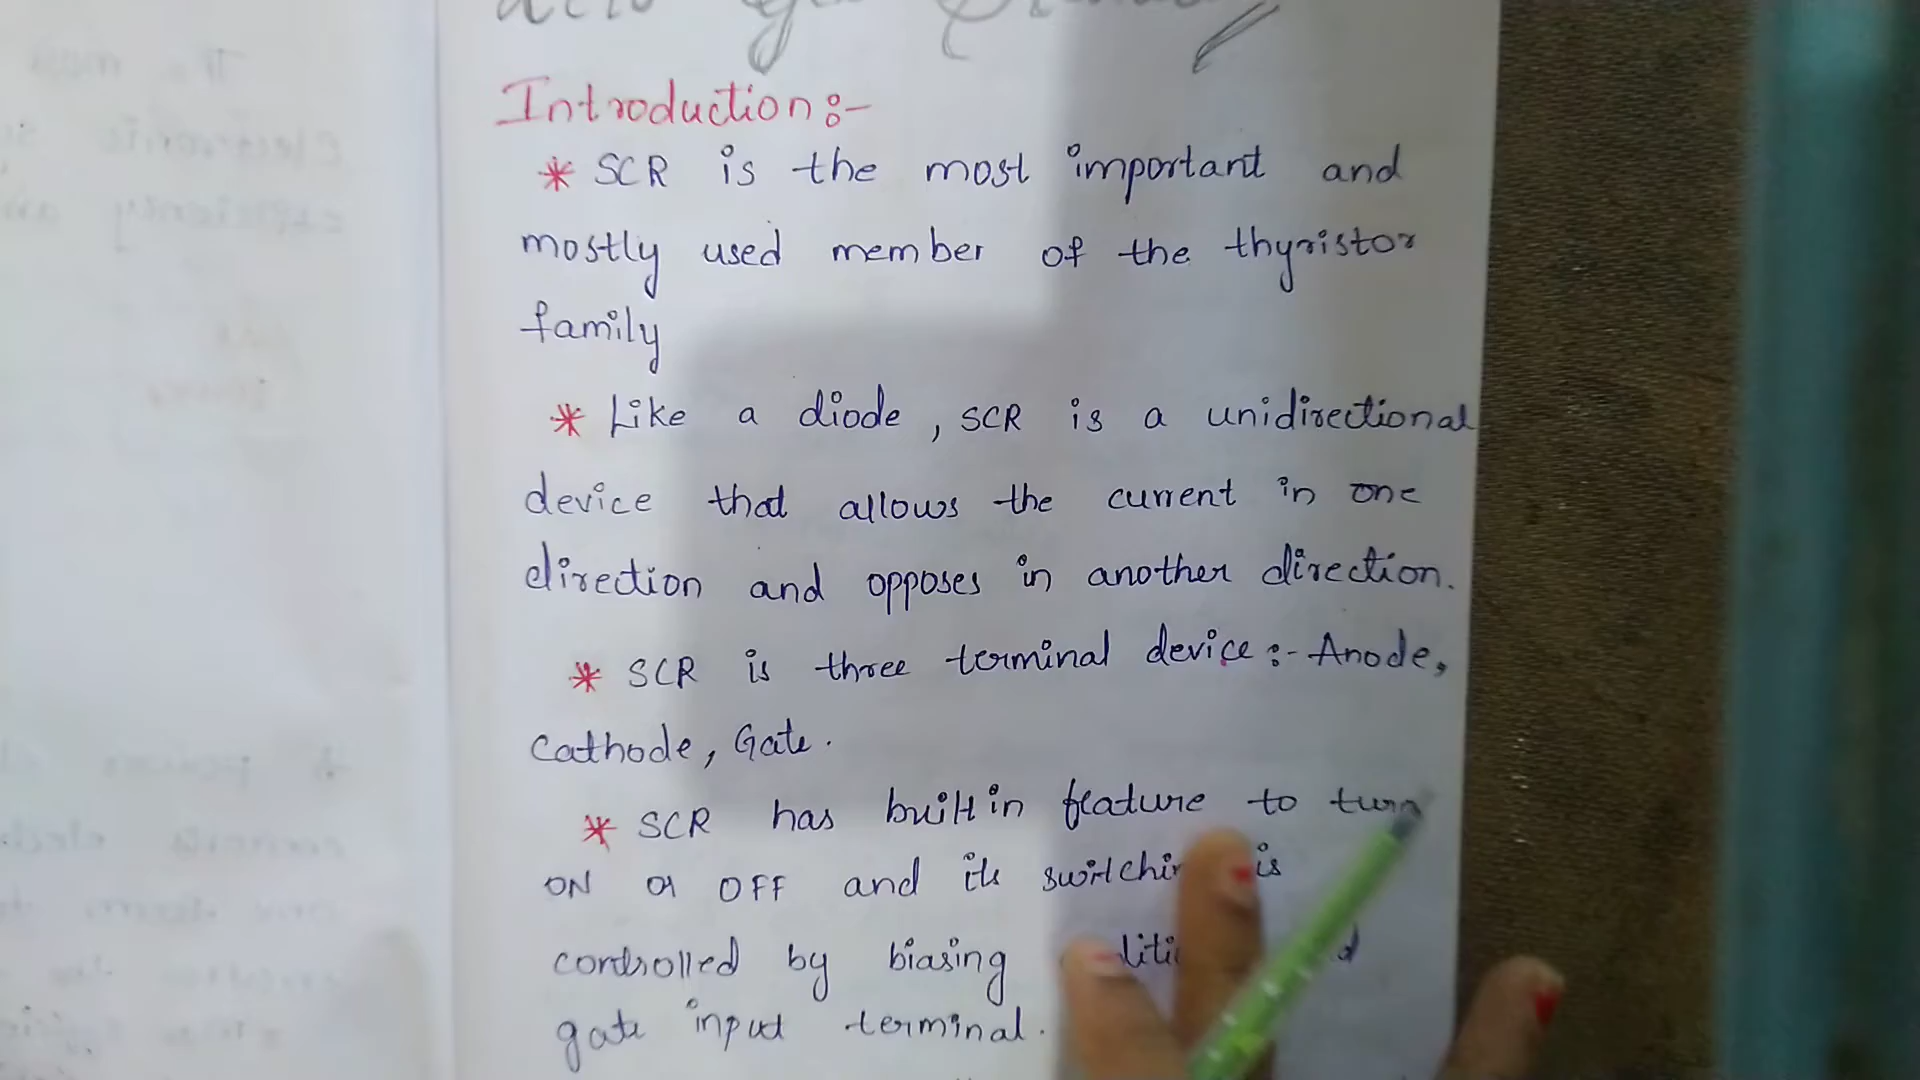 Introduction :-
* SCR is the most important and
mostly used member of the thyristor
family
* Like a diode, SCR is a unidirectional
device that allows the current in one
direction and opposes in another direction.
* SCR is three terminal device :- Anode,
Cathode, Gate.
* SCR has built in feature to turn
ON or OFF and its is
controlled by biasing
gate input terminal.